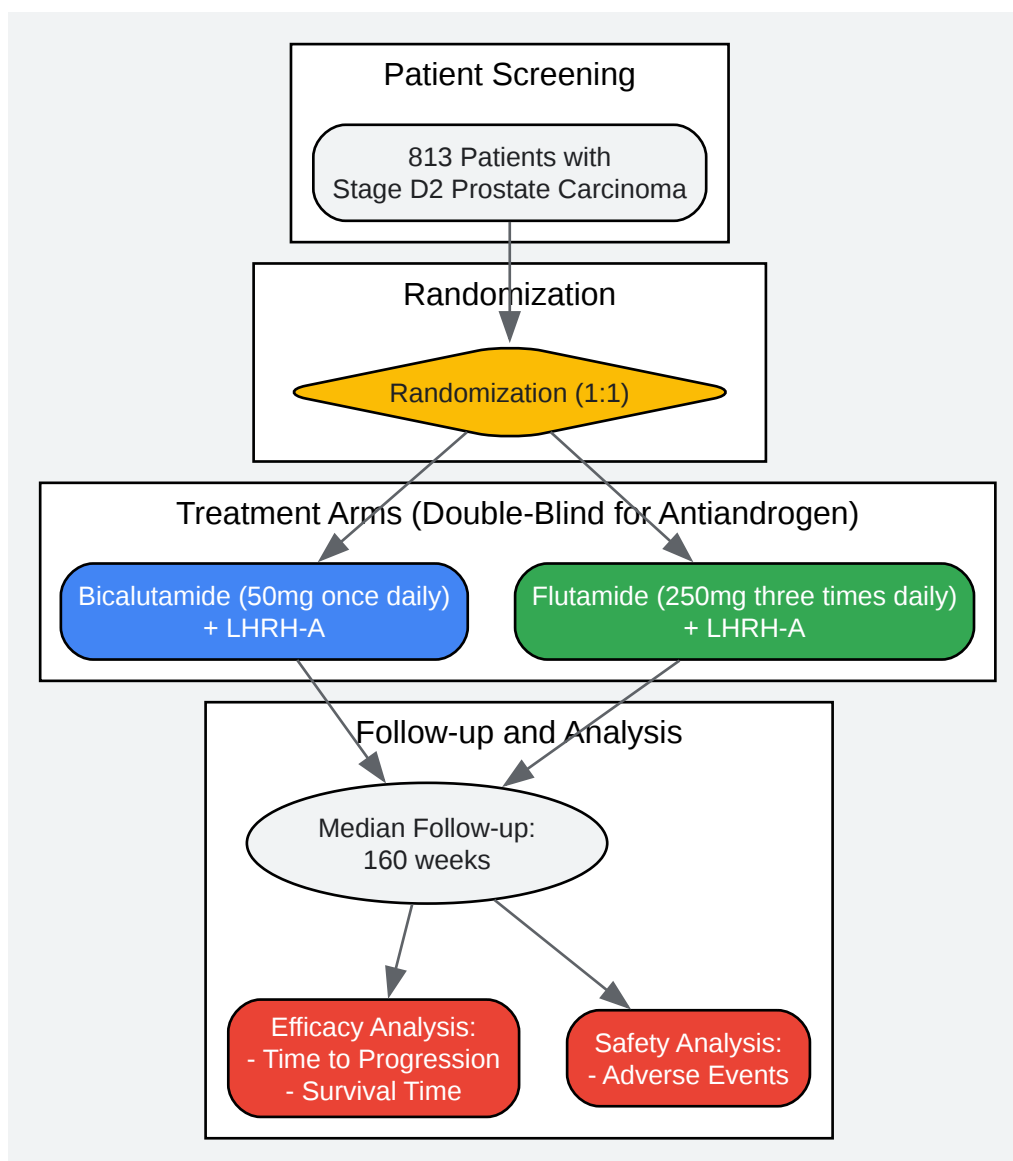 Patient Screening
813 Patients with
Stage D2 Prostate Carcinoma
Randomization
Randomization (1:1)
Treatment Arms (Double-Blind for Antiandrogen)
Bicalutamide (50mg once daily)
+ LHRH-A
Flutamide (250mg three times daily)
+ LHRH-A
Follow-up and Analysis
Median Follow-up:
160 weeks
Efficacy Analysis:
- Time to Progression
- Survival Time
Safety Analysis:
- Adverse Events